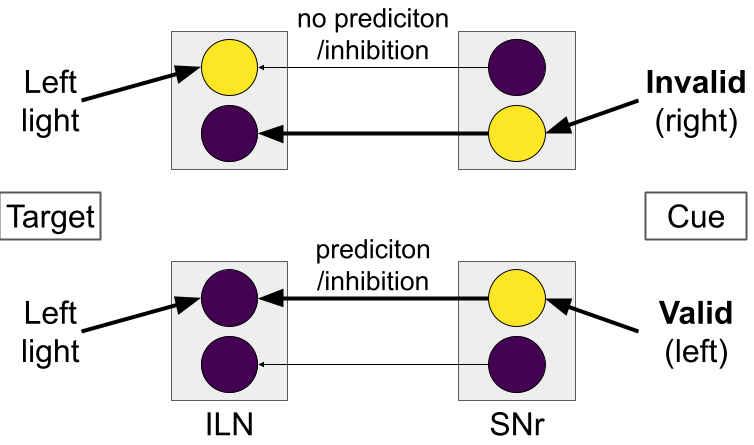 no prediciton
/inhibition
Left
light
Invalid
(right)
Target
Cue
prediciton
/inhibition
Left
light
Valid
(left)
ILN
SNr